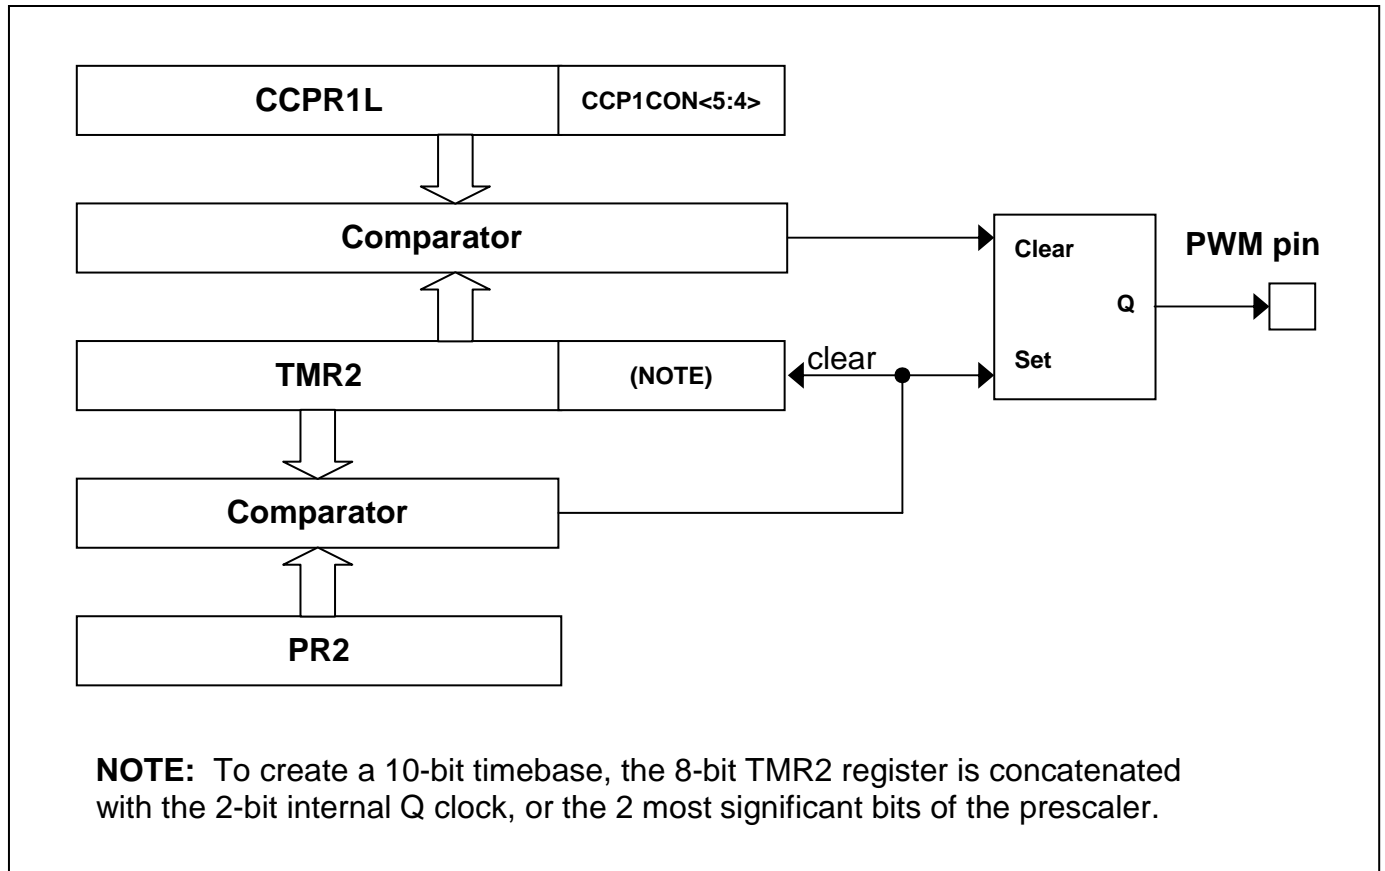 CCPR1L
CCP1CON<5:4>
Comparator
Clear
PWM pin
Q
TMR2
(NOTE)
clear
Set
Comparator
PR2
NOTE: To create a 10-bit timebase, the 8-bit TMR2 register is concatenated
with the 2-bit internal Q clock, or the 2 most significant bits of the prescaler.